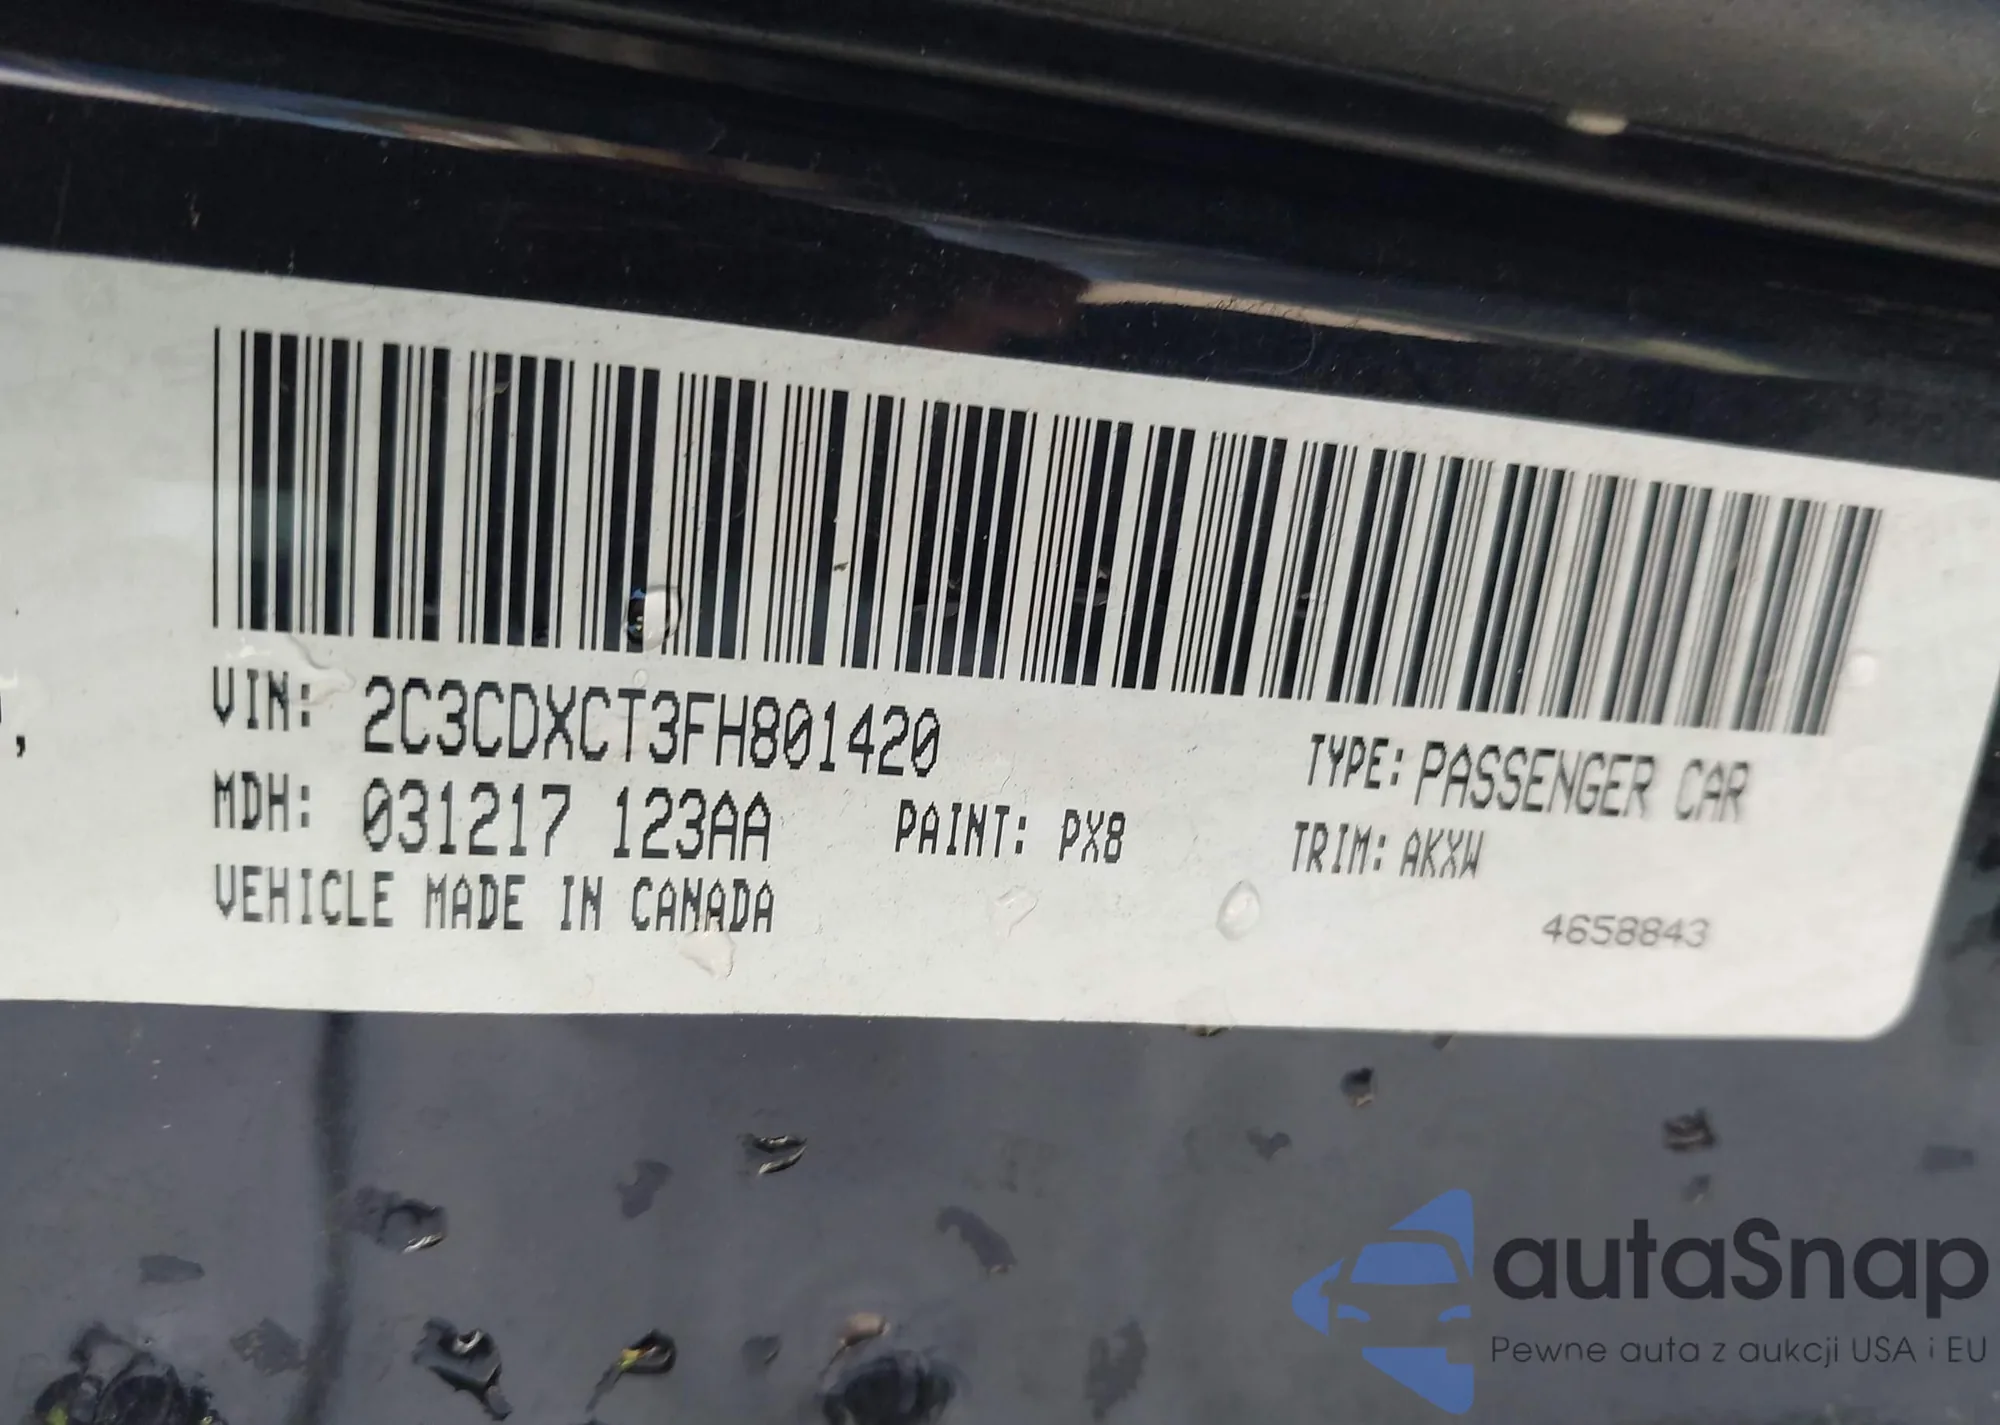 ,
VIN: 2C3CDXCT3FH801420
TYPE: PASSENGER CAR
MDH: 031217 123AA
PAINT: PX8
TRIM: AKXW
VEHICLE MADE IN CANADA
4658843
autaSnap
Pewne auta z aukcji USA i EU